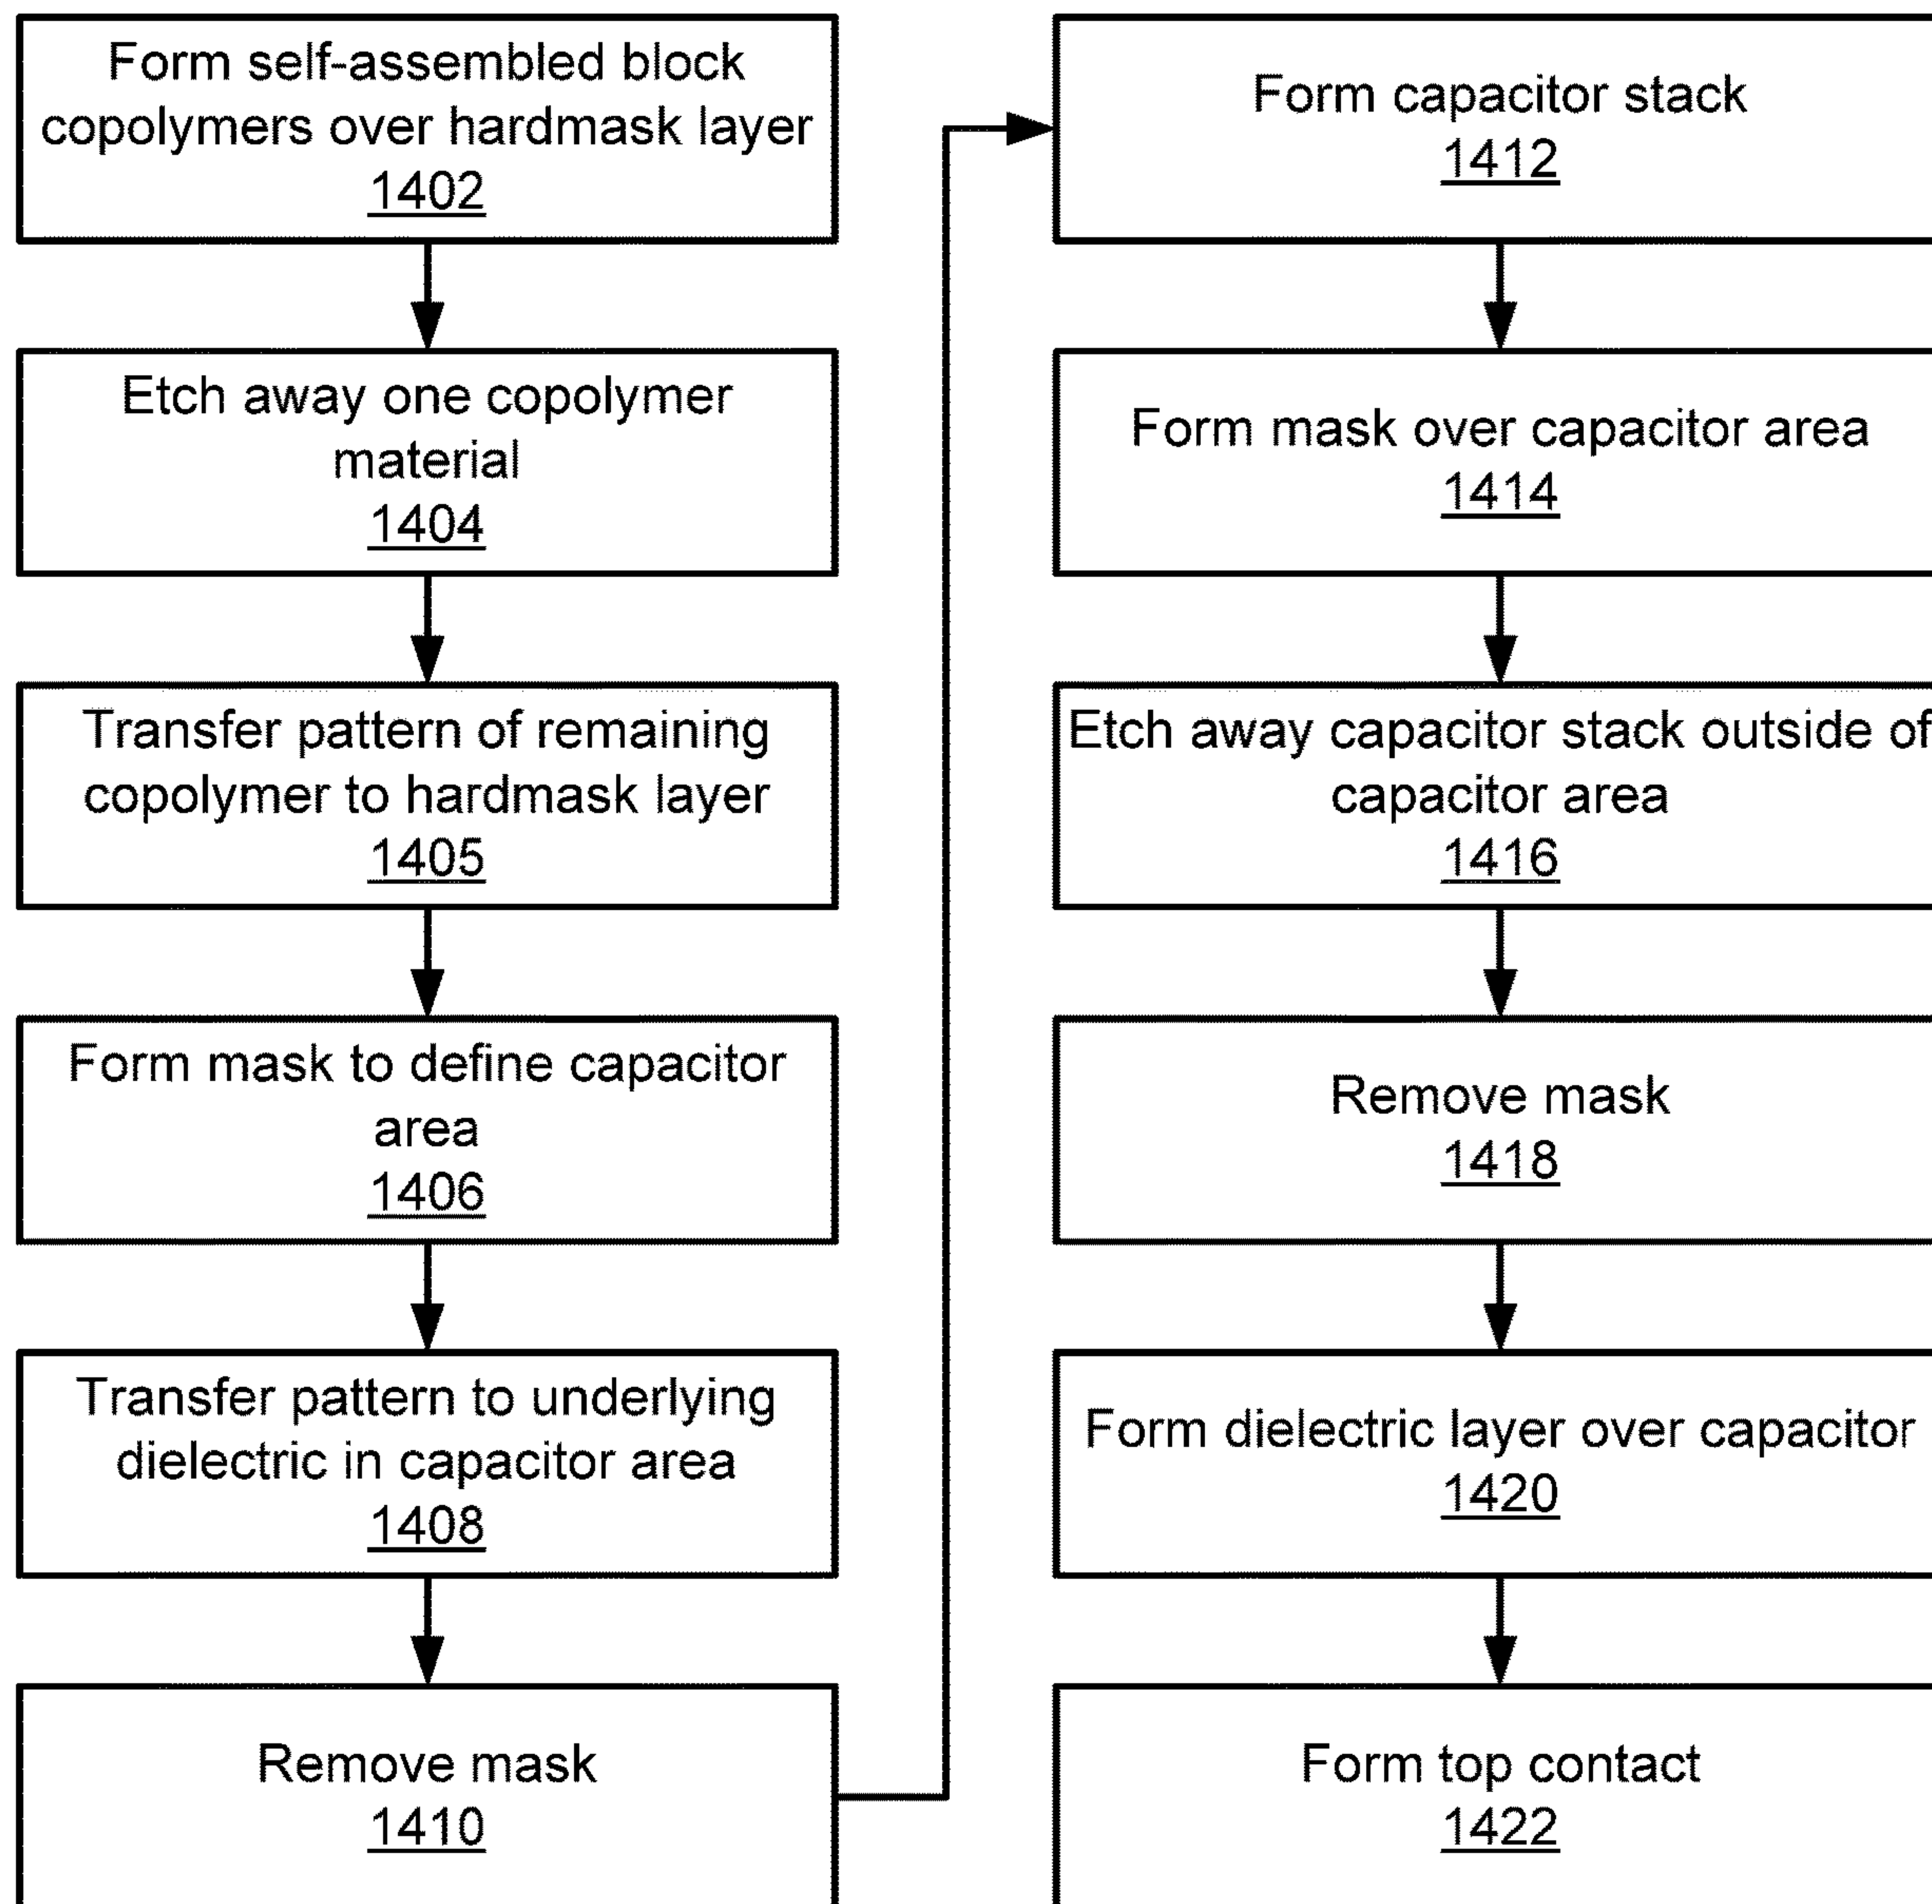 Form self-assembled block
copolymers over hardmask layer
1402
Etch away one copolymer
material
1404
Transfer pattern of remaining
copolymer to hardmask layer
1405
Form mask to define capacitor
area
1406
Transfer pattern to underlying
dielectric in capacitor area
1408
Remove mask
1410
Form capacitor stack
1412
Form mask over capacitor area
1414
Etch away capacitor stack outside of
capacitor area
1416
Remove mask
1418
Form dielectric layer over capacitor
1420
Form top contact
1422